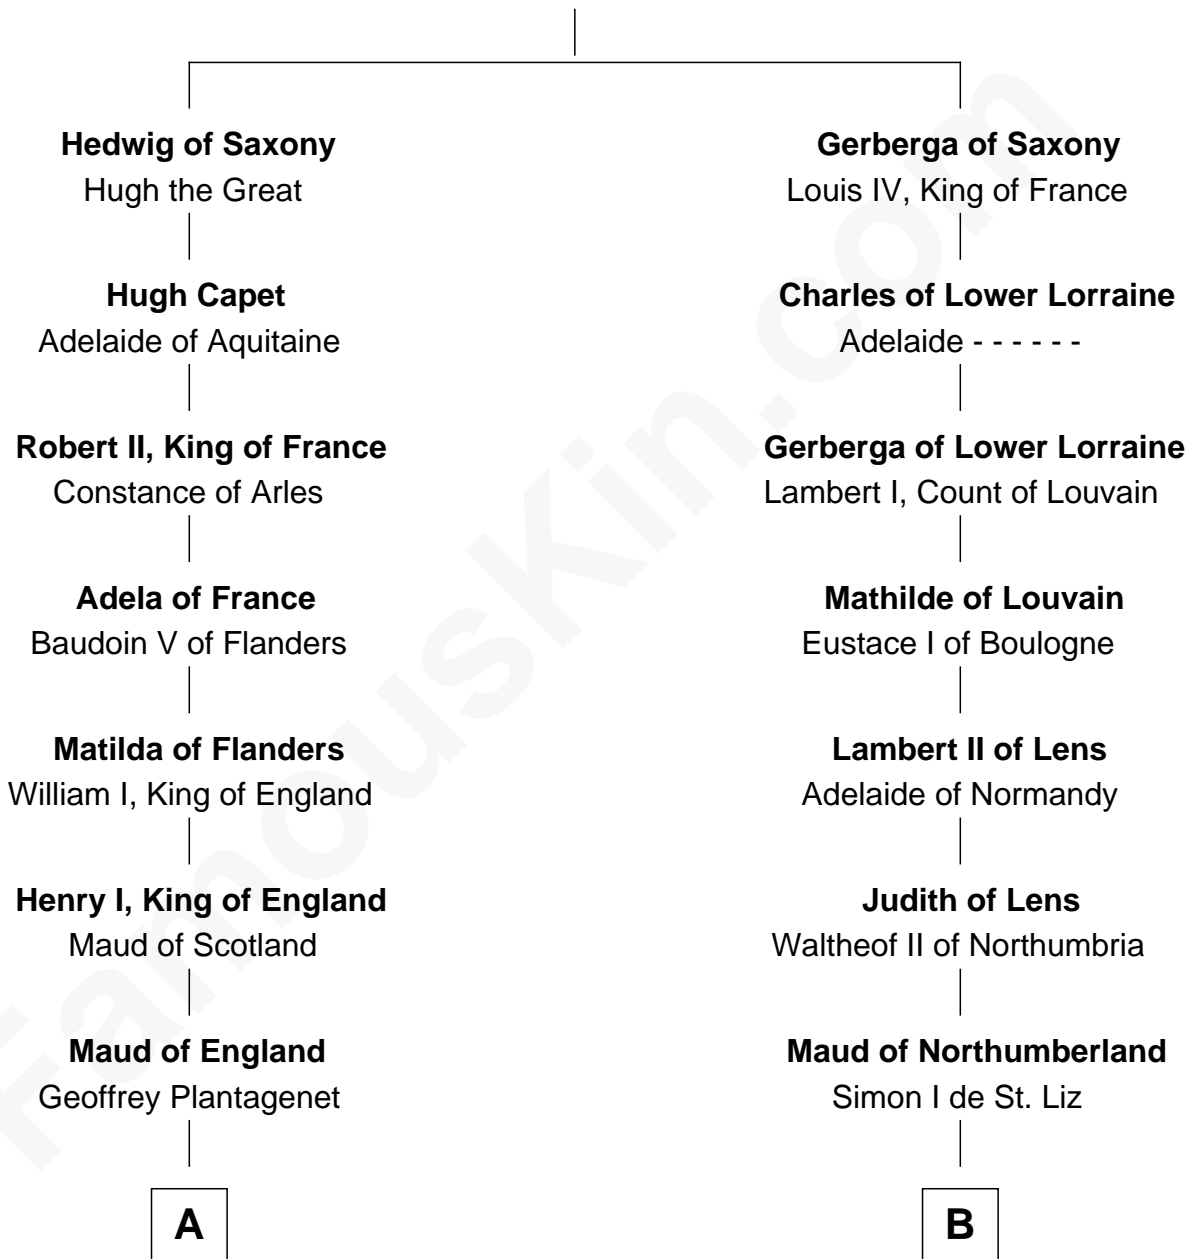 Hedwig of Saxony
Hugh the Great
Hugh Capet
Adelaide of Aquitaine
Robert II, King of France
Constance of Arles
Adela of France
Baudoin V of Flanders
Matilda of Flanders
William I, King of England
Henry I, King of England
Maud of Scotland
Maud of England
Geoffrey Plantagenet
A
Gerberga of Saxony
Louis IV, King of France
Charles of Lower Lorraine
Adelaide - - - - - -
Gerberga of Lower Lorraine
Lambert I, Count of Louvain
Mathilde of Louvain
Eustace I of Boulogne
Lambert II of Lens
Adelaide of Normandy
Judith of Lens
Waltheof II of Northumbria
Maud of Northumberland
Simon I de St. Liz
B
FamousKin.com